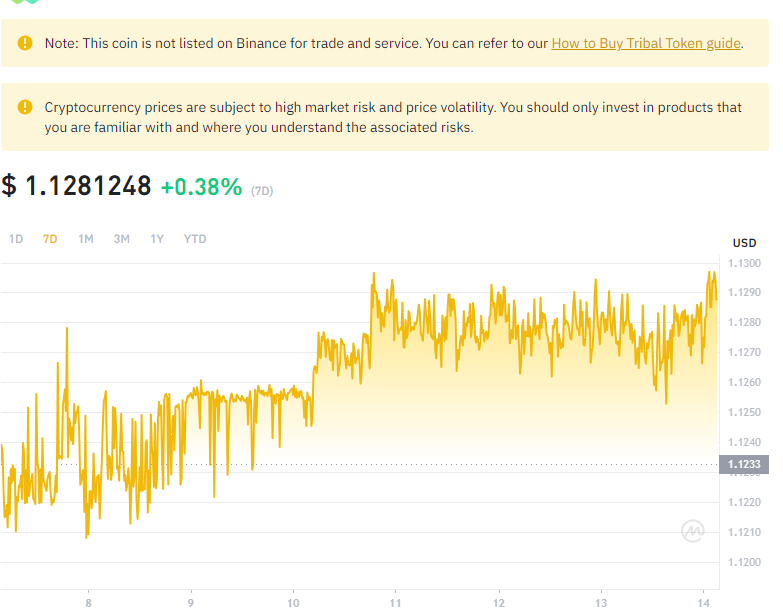 Note: This coin is not listed on Binance for trade and service. You can refer to our How to Buy Tribal Token guide.
Cryptocurrency prices are subject to high market risk and price volatility. You should only invest in products that
you are familiar with and where you understand the associated risks.
$ 1.1281248 +0.38% (7D)
1D 7D 1M 3M 1Y YTD
USD
1.1300
1.1290
1.1280
1.1270
1.1260
1.1250
1.1240
1.1233
1.1220
1.1210
1.1200
8 9 10 11 12 13 14